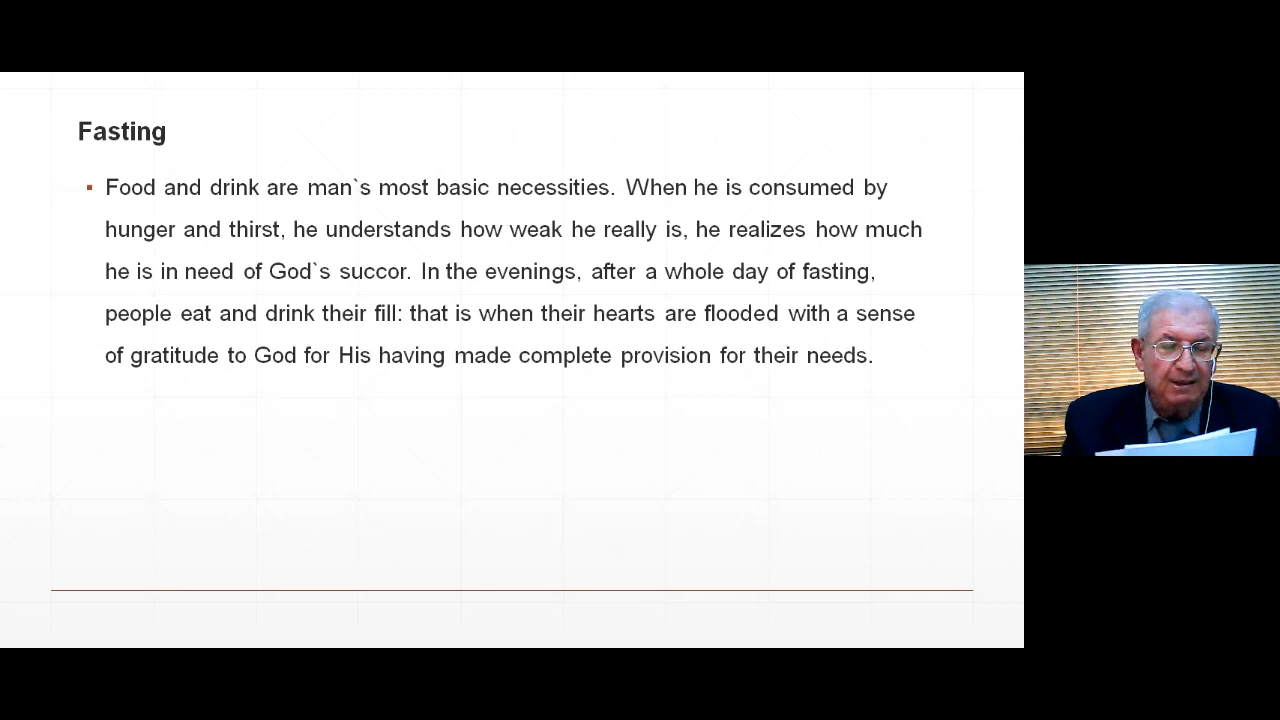 Fasting
▪ Food and drink are man`s most basic necessities. When he is consumed by
hunger and thirst, he understands how weak he really is, he realizes how much
he is in need of God`s succor. In the evenings, after a whole day of fasting,
people eat and drink their fill: that is when their hearts are flooded with a sense
of gratitude to God for His having made complete provision for their needs.